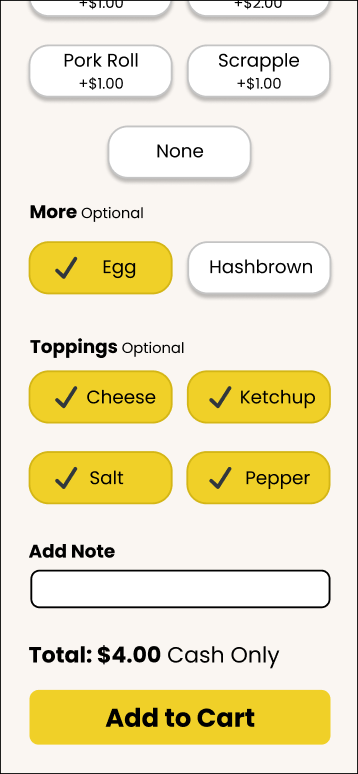 +$1.00 +$2.00
Pork Roll Scrapple
+$1.00 +$1.00
None
More Optional
Egg Hashbrown
Toppings Optional
Cheese Ketchup
Salt Pepper
Add Note
Total: $4.00 Cash Only
Add to Cart